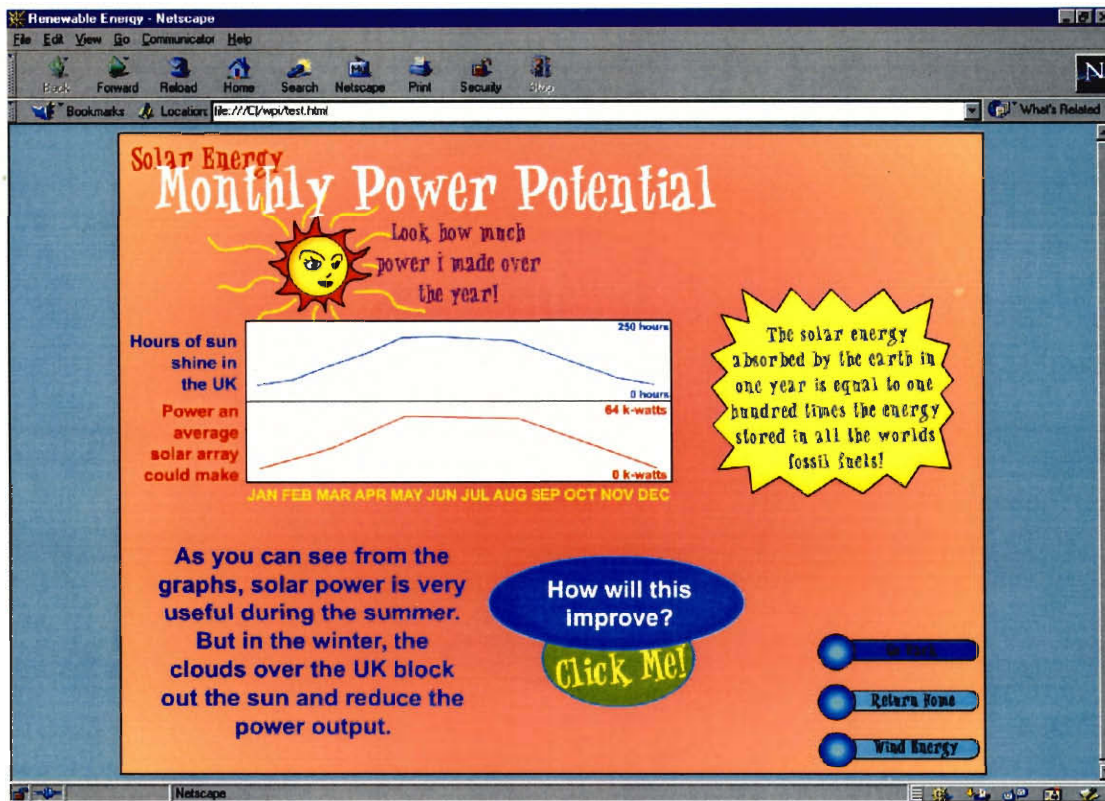 Renewable Energy - Netscape
File Edit View Go Communicator Help
Back Forward Reload Home Search Netscape Print Security Stop
Bookmarks Location: file:///C|/wpi/test.html What's Related
Solar Energy
Monthly Power Potential
Look how much
power i made over
the year!
Hours of sun
shine in
the UK
250 hours
0 hours
Power an
average
solar array
could make
64 k-watts
0 k-watts
JAN FEB MAR APR MAY JUN JUL AUG SEP OCT NOV DEC
The solar energy
absorbed by the earth in
one year is equal to one
hundred times the energy
stored in all the worlds
fossil fuels!
As you can see from the
graphs, solar power is very
useful during the summer.
But in the winter, the
clouds over the UK block
out the sun and reduce the
power output.
How will this
improve?
Click Me!
Go Back
Return Home
Wind Energy
Netscape